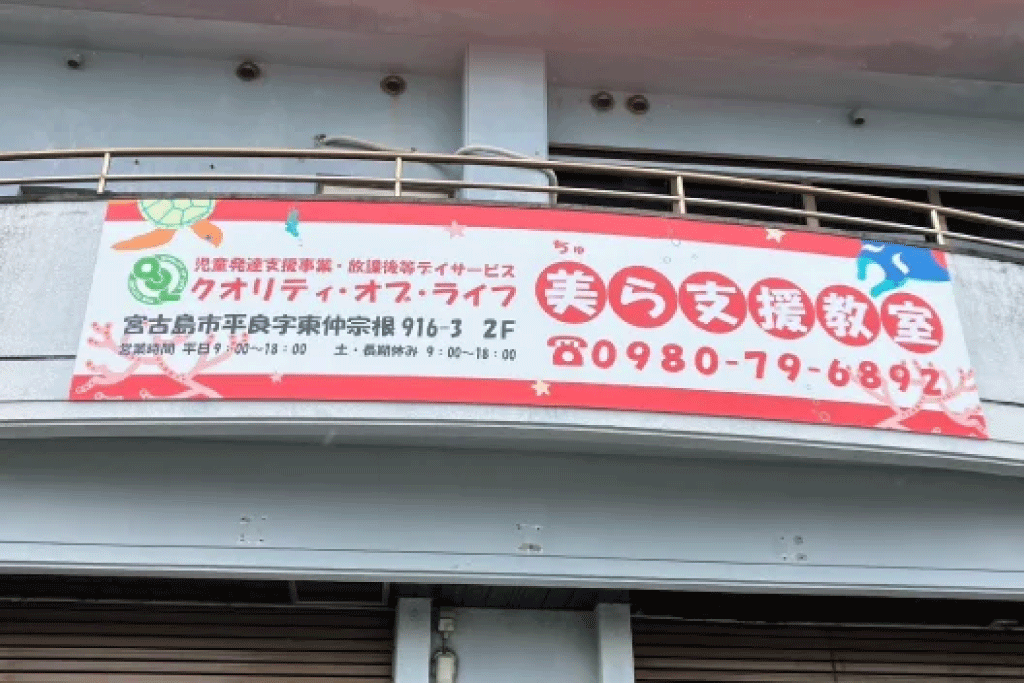 児童発達支援事業・放課後等デイサービス
クオリティ・オブ・ライフ
宮古島市平良字東仲宗根916-3 2F
営業時間 平日9:00~18:00 土・長期休み 9:00~18:00
ちゅ
美ら支援教室
☎0980-79-6892